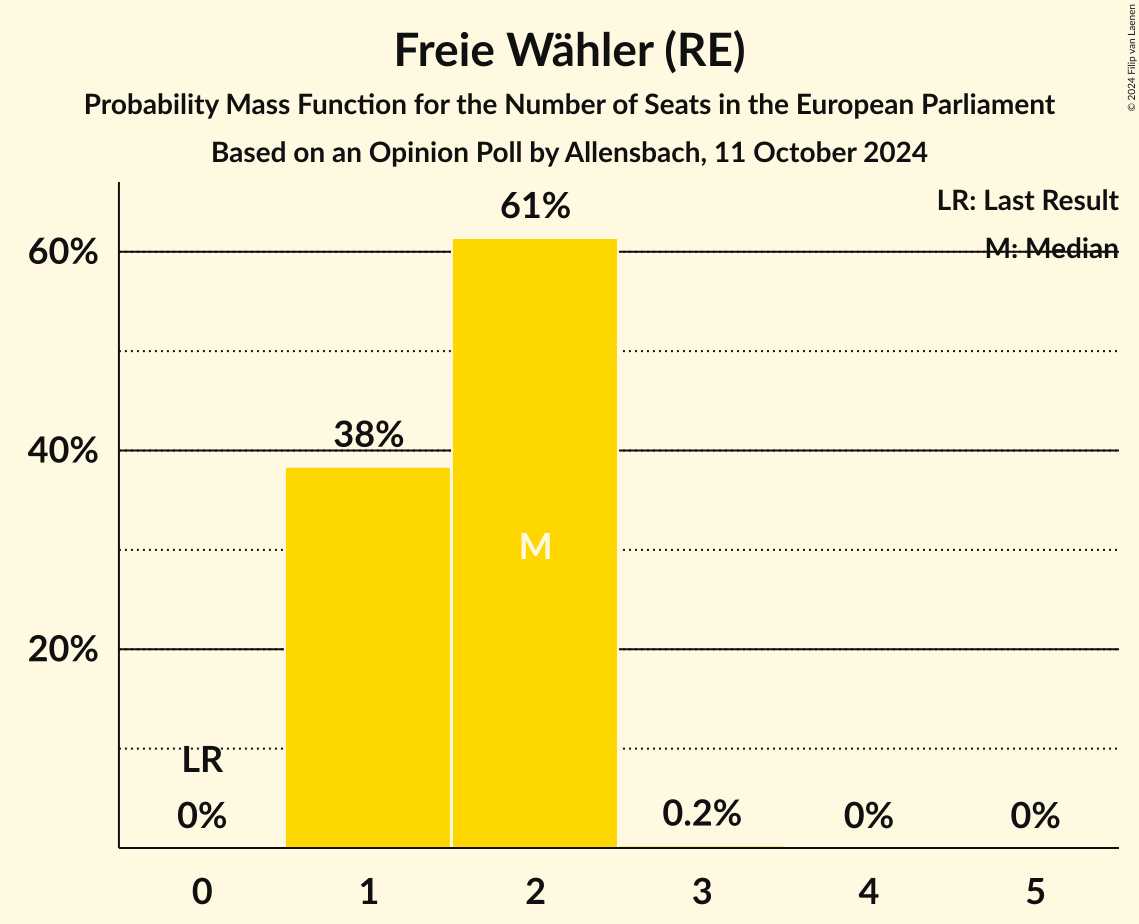 Freie Wähler (RE)
Probability Mass Function for the Number of Seats in the European Parliament
Based on an Opinion Poll by Allensbach, 11 October 2024
© 2024 Filip van Laenen
LR: Last Result
M: Median
60%
40%
20%
61%
38%
M
LR
0%
0.2%
0%
0%
0
1
2
3
4
5